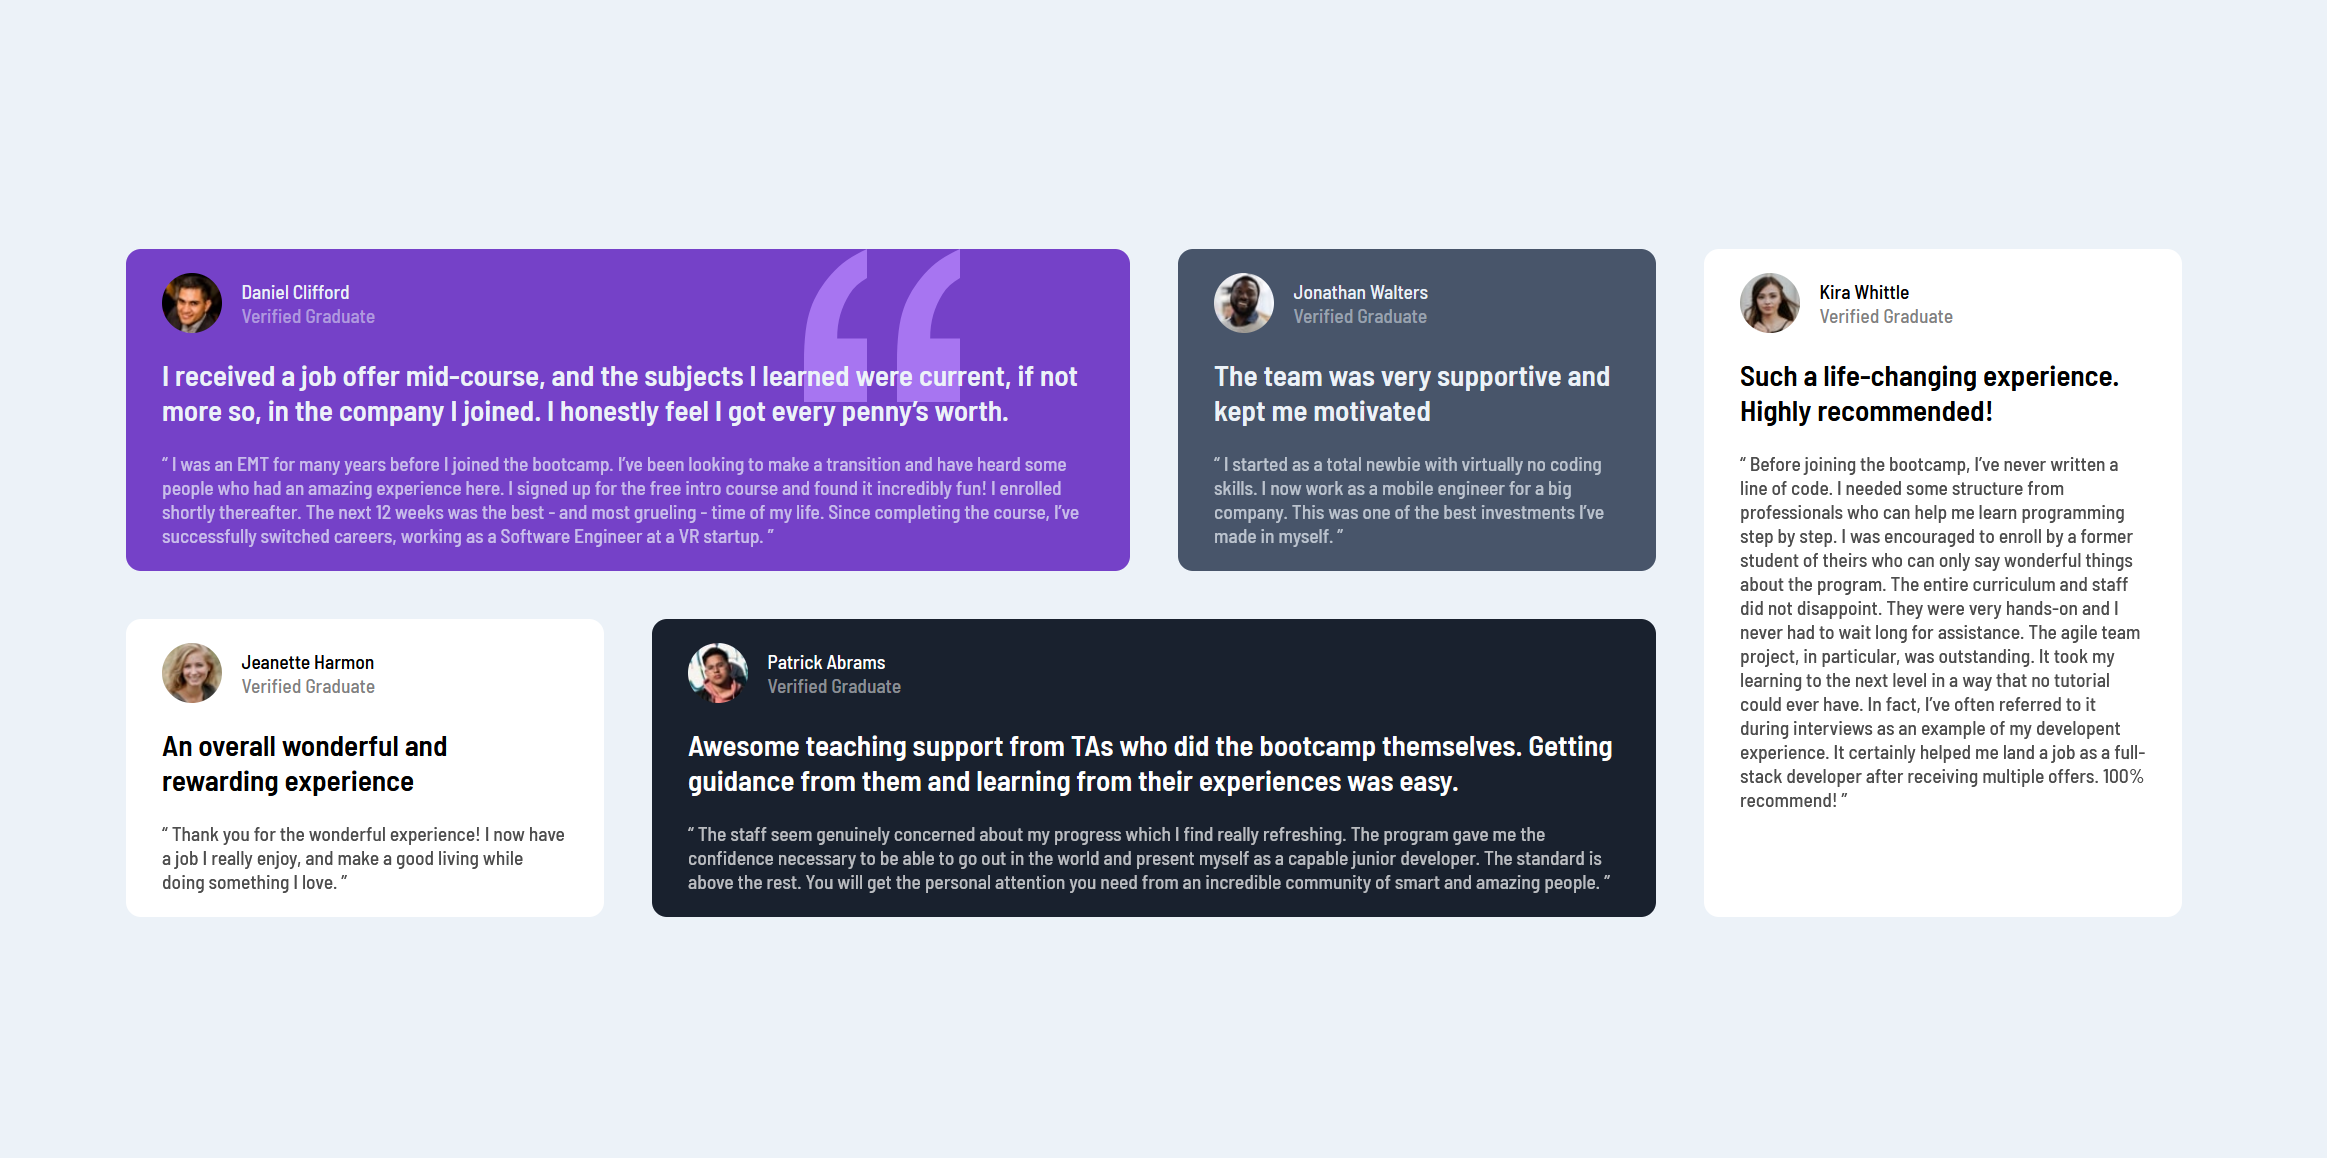 Daniel Clifford
Verified Graduate
I received a job offer mid-course, and the subjects I learned were current, if not
more so, in the company I joined. I honestly feel I got every penny’s worth.
“ I was an EMT for many years before I joined the bootcamp. I’ve been looking to make a transition and have heard some
people who had an amazing experience here. I signed up for the free intro course and found it incredibly fun! I enrolled
shortly thereafter. The next 12 weeks was the best - and most grueling - time of my life. Since completing the course, I’ve
successfully switched careers, working as a Software Engineer at a VR startup. ”
Jonathan Walters
Verified Graduate
The team was very supportive and
kept me motivated
“ I started as a total newbie with virtually no coding
skills. I now work as a mobile engineer for a big
company. This was one of the best investments I’ve
made in myself. ”
Kira Whittle
Verified Graduate
Such a life-changing experience.
Highly recommended!
“ Before joining the bootcamp, I’ve never written a
line of code. I needed some structure from
professionals who can help me learn programming
step by step. I was encouraged to enroll by a former
student of theirs who can only say wonderful things
about the program. The entire curriculum and staff
did not disappoint. They were very hands-on and I
never had to wait long for assistance. The agile team
project, in particular, was outstanding. It took my
learning to the next level in a way that no tutorial
could ever have. In fact, I’ve often referred to it
during interviews as an example of my developent
experience. It certainly helped me land a job as a full-
stack developer after receiving multiple offers. 100%
recommend! ”
Jeanette Harmon
Verified Graduate
An overall wonderful and
rewarding experience
“ Thank you for the wonderful experience! I now have
a job I really enjoy, and make a good living while
doing something I love. ”
Patrick Abrams
Verified Graduate
Awesome teaching support from TAs who did the bootcamp themselves. Getting
guidance from them and learning from their experiences was easy.
“ The staff seem genuinely concerned about my progress which I find really refreshing. The program gave me the
confidence necessary to be able to go out in the world and present myself as a capable junior developer. The standard is
above the rest. You will get the personal attention you need from an incredible community of smart and amazing people. ”